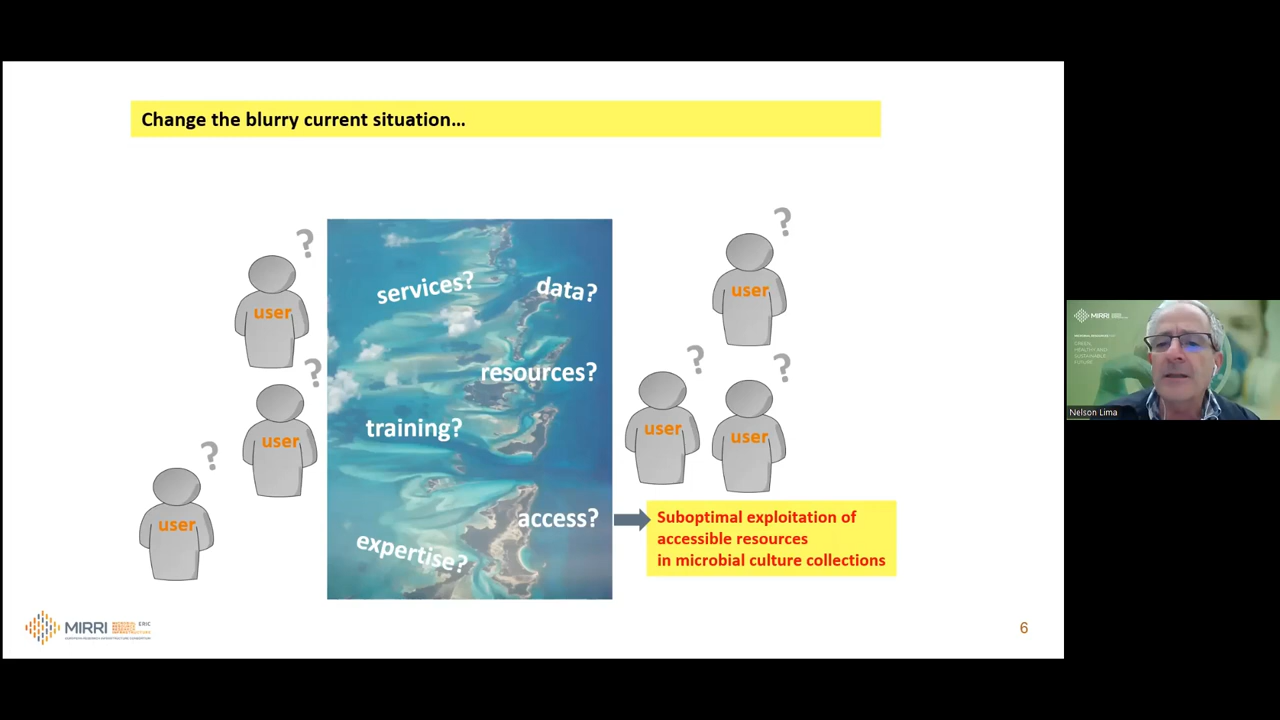 Change the blurry current situation…
?
?
user
services?
data?
user
?
?
?
resources?
user
training?
user
user
?
user
access?
Suboptimal exploitation of
accessible resources
in microbial culture collections
expertise?
MIRRI
ERIC
6
MIRRI
Nelson Lima